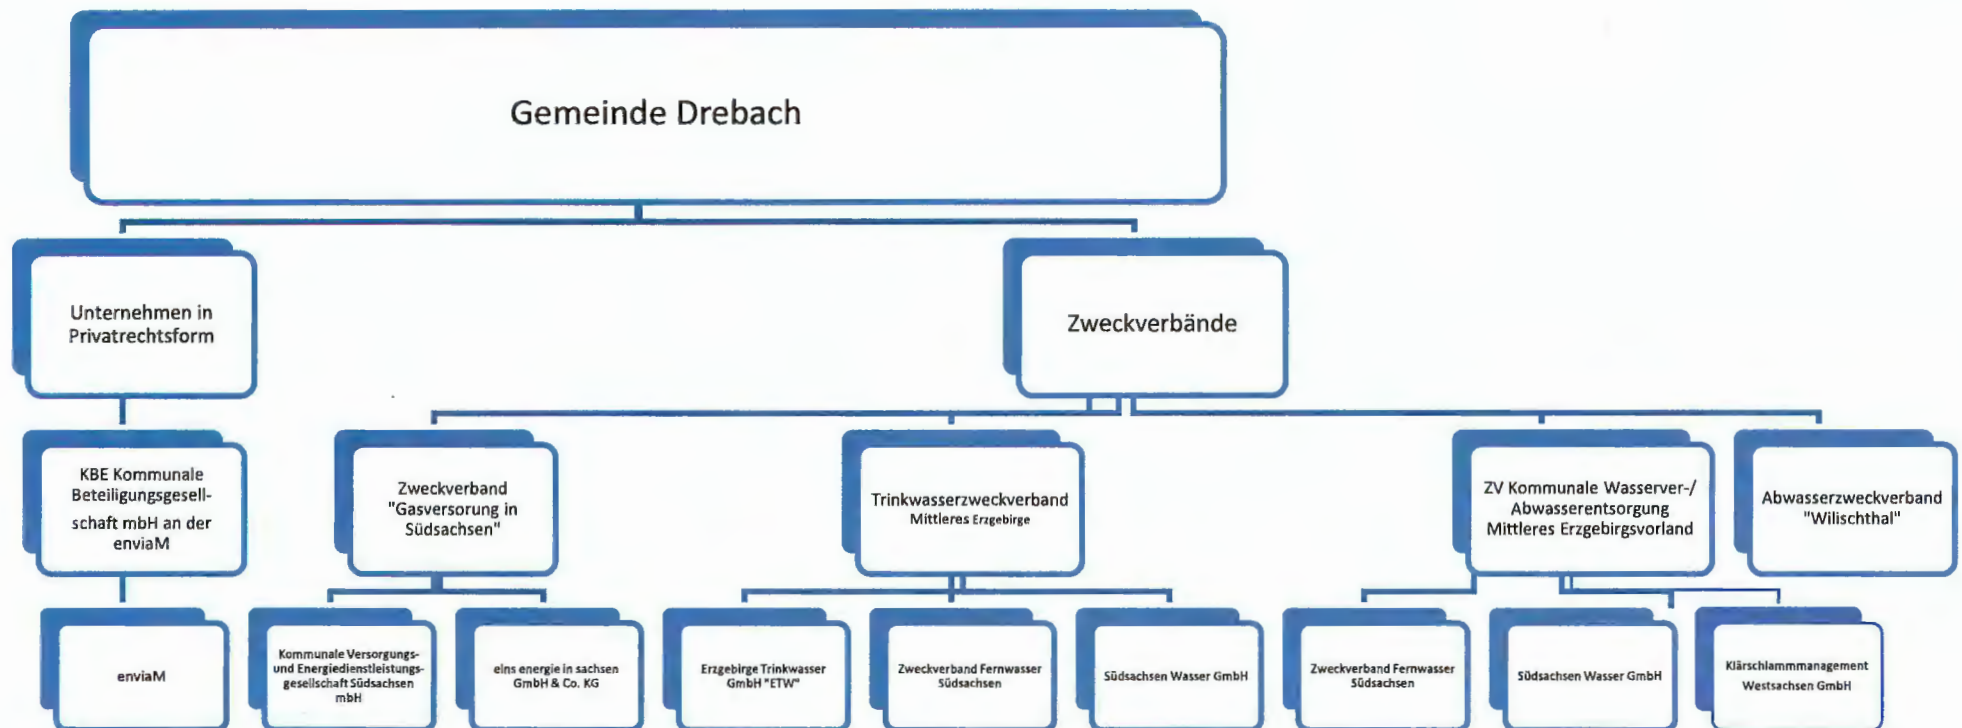 Gemeinde Drebach
Unternehmen in
Privatrechtsform
Zweckverbände
KBE Kommunale
Beteiligungsgesell-
schaft mbH an der
enviaM
Zweckverband
"Gasversorung in
Südsachsen"
Trinkwasserzweckverband
Mittleres Erzgebirge
ZV Kommunale Wasserver-/
Abwasserentsorgung
Mittleres Erzgebirgsvorland
Abwasserzweckverband
"Wilischthal"
enviaM
Kommunale Versorgungs-
und Energiedienstleistungs-
gesellschaft Südsachsen
mbH
eins energie in sachsen
GmbH & Co. KG
Erzgebirge Trinkwasser
GmbH "ETW"
Zweckverband Fernwasser
Südsachsen
Südsachsen Wasser GmbH
Zweckverband Fernwasser
Südsachsen
Südsachsen Wasser GmbH
Klärschlammmanagement
Westsachsen GmbH